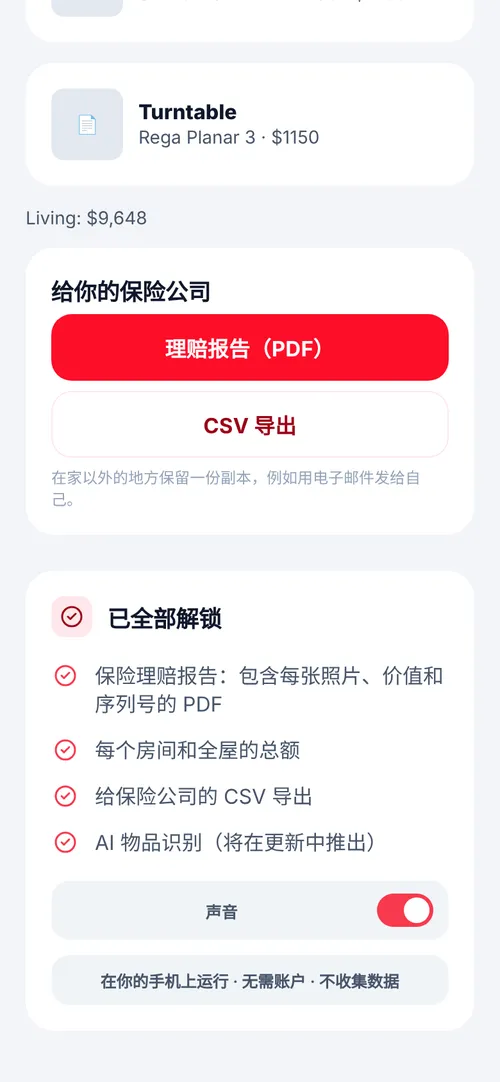 Turntable
Rega Planar 3 · $1150
Living: $9,648
给你的保险公司
理赔报告（PDF）
CSV 导出
在家以外的地方保留一份副本，例如用电子邮件发给自
己。
已全部解锁
保险理赔报告：包含每张照片、价值和
序列号的 PDF
每个房间和全屋的总额
给保险公司的 CSV 导出
AI 物品识别（将在更新中推出）
声音
在你的手机上运行 · 无需账户 · 不收集数据